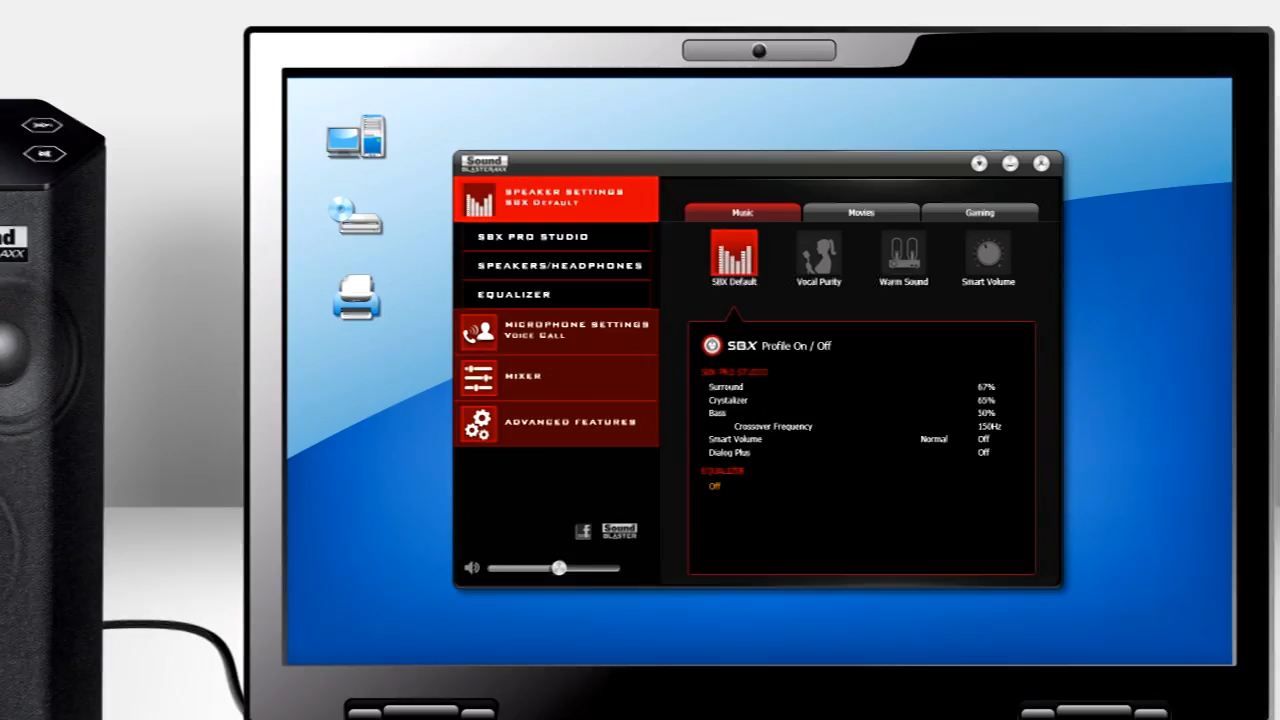 Sound
BLASTERAXX
SPEAKER SETTINGS
SBX DEFAULT
SBX PRO STUDIO
SPEAKERS/HEADPHONES
EQUALIZER
MICROPHONE SETTINGS
VOICE CALL
MIXER
ADVANCED FEATURES
Sound
BLASTER
Music Movies Gaming
SBX Default Vocal Purity Warm Sound Smart Volume
SBX Profile On / Off
SBX PRO STUDIO
Surround 67%
Crystalizer 65%
Bass 50%
Crossover Frequency 150Hz
Smart Volume Normal Off
Dialog Plus Off
EQUALIZER
Off